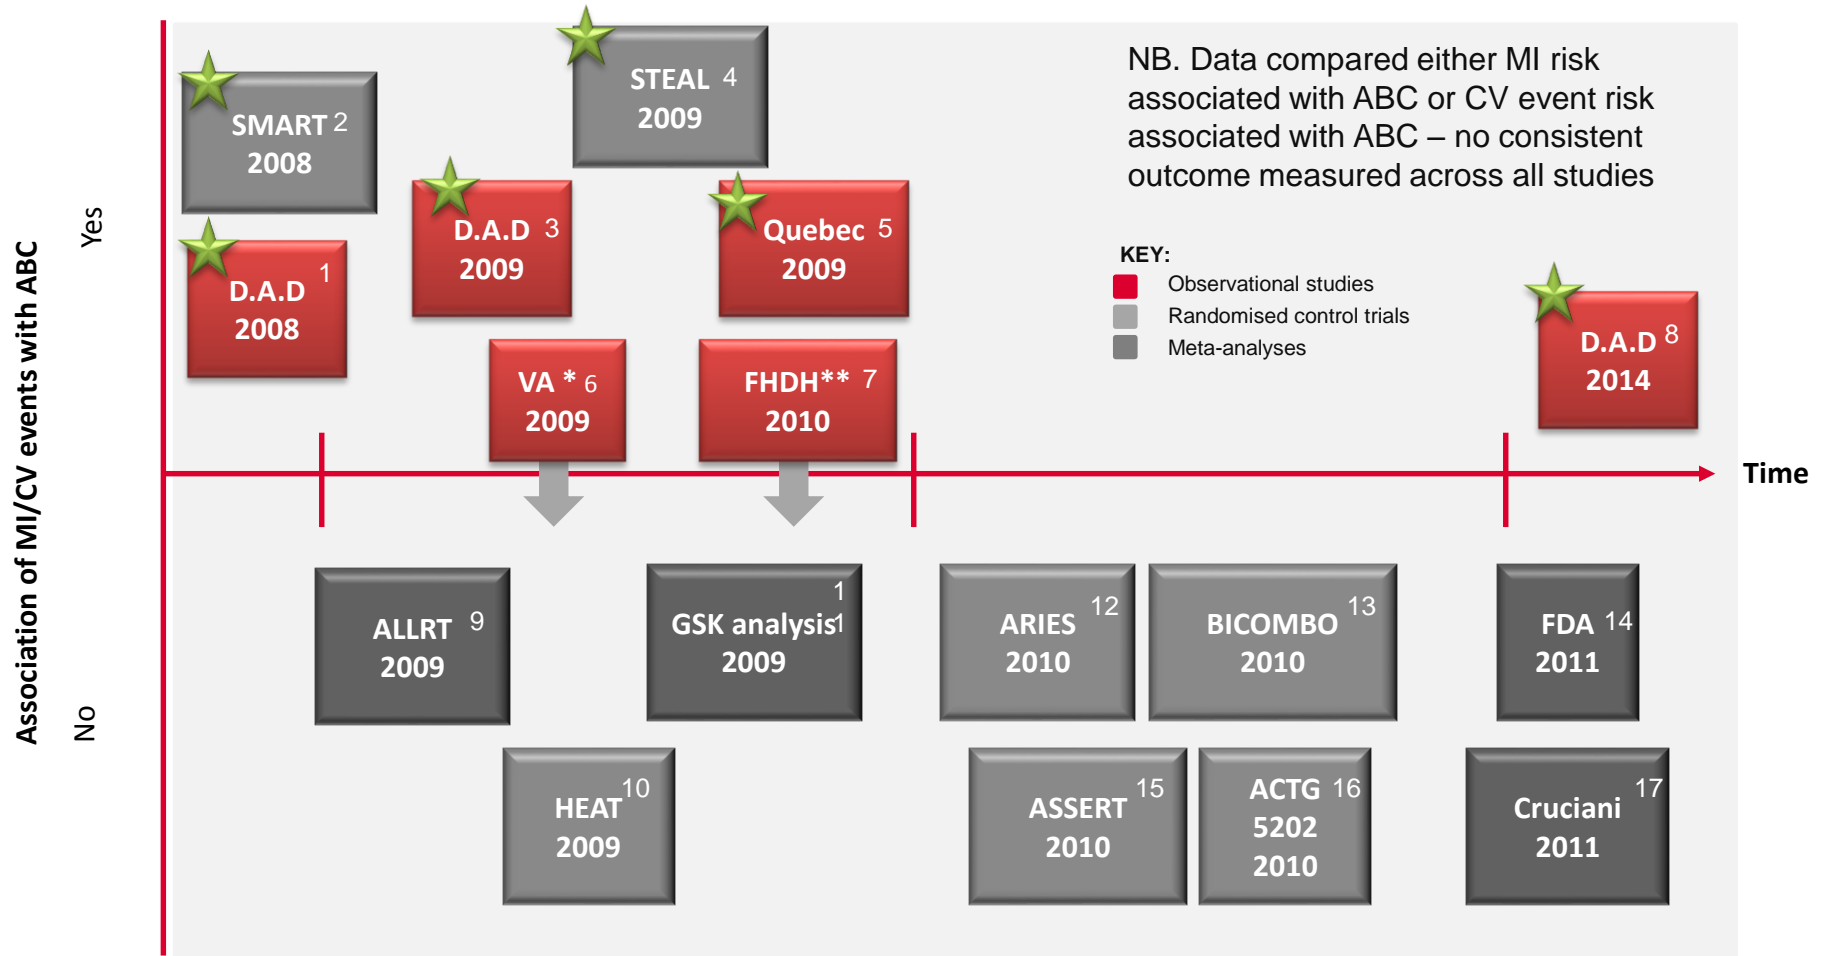 Association of MI/CV events with ABC
Yes
No
SMART 2
2008
STEAL 4
2009
D.A.D 1
2008
D.A.D 3
2009
Quebec 5
2009
VA * 6
2009
FHDH** 7
2010
NB. Data compared either MI risk
associated with ABC or CV event risk
associated with ABC – no consistent
outcome measured across all studies
KEY:
Observational studies
Randomised control trials
Meta-analyses
D.A.D 8
2014
Time
ALLRT 9
2009
GSK analysis 11
2009
ARIES 12
2010
BICOMBO 13
2010
FDA 14
2011
HEAT 10
2009
ASSERT 15
2010
ACTG 16
5202
2010
Cruciani 17
2011